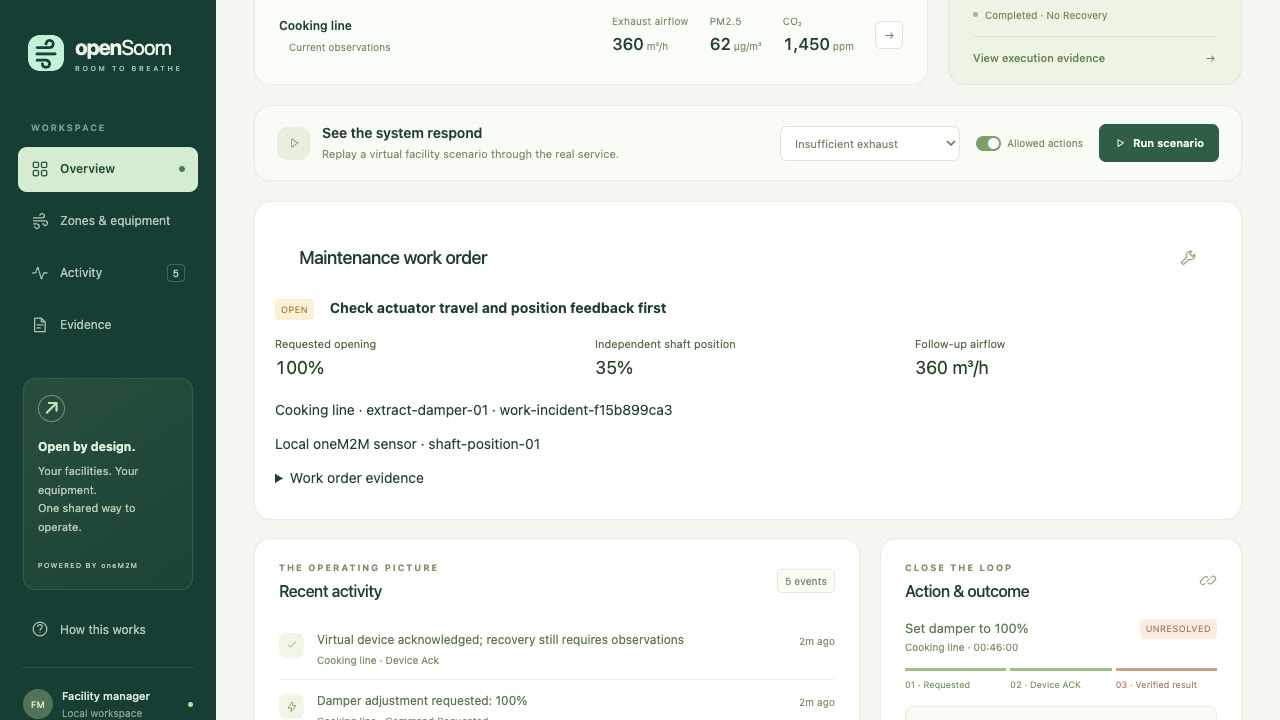 openSoom
ROOM TO BREATHE
WORKSPACE
Overview
Zones & equipment
Activity
5
Evidence
Open by design.
Your facilities. Your
equipment.
One shared way to
operate.
POWERED BY oneM2M
How this works
FM
Facility manager
Local workspace
Cooking line
Current observations
Exhaust airflow
360 m³/h
PM2.5
62 µg/m³
CO₂
1,450 ppm
→
Completed · No Recovery
View execution evidence →
See the system respond
Replay a virtual facility scenario through the real service.
Insufficient exhaust
Allowed actions
Run scenario
Maintenance work order
OPEN
Check actuator travel and position feedback first
Requested opening
100%
Independent shaft position
35%
Follow-up airflow
360 m³/h
Cooking line · extract-damper-01 · work-incident-f15b899ca3
Local oneM2M sensor · shaft-position-01
Work order evidence
THE OPERATING PICTURE
Recent activity
5 events
Virtual device acknowledged; recovery still requires observations
2m ago
Cooking line · Device Ack
Damper adjustment requested: 100%
2m ago
Cooking line · Command Requested
CLOSE THE LOOP
Action & outcome
Set damper to 100%
UNRESOLVED
Cooking line · 00:46:00
01 · Requested
02 · Device ACK
03 · Verified result